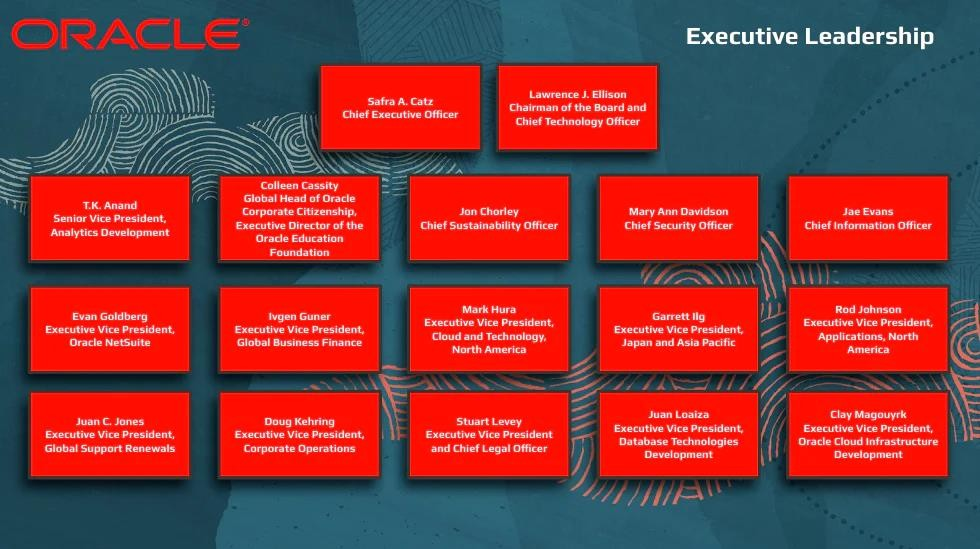 ORACLE®
Executive Leadership
Safra A. Catz
Chief Executive Officer
Lawrence J. Ellison
Chairman of the Board and
Chief Technology Officer
T.K. Anand
Senior Vice President,
Analytics Development
Colleen Cassity
Global Head of Oracle
Corporate Citizenship,
Executive Director of the
Oracle Education
Foundation
Jon Chorley
Chief Sustainability Officer
Mary Ann Davidson
Chief Security Officer
Jae Evans
Chief Information Officer
Evan Goldberg
Executive Vice President,
Oracle NetSuite
Ivgen Guner
Executive Vice President,
Global Business Finance
Mark Hura
Executive Vice President,
Cloud and Technology,
North America
Garrett Ilg
Executive Vice President,
Japan and Asia Pacific
Rod Johnson
Executive Vice President,
Applications, North
America
Juan C. Jones
Executive Vice President,
Global Support Renewals
Doug Kehring
Executive Vice President,
Corporate Operations
Stuart Levey
Executive Vice President
and Chief Legal Officer
Juan Loaiza
Executive Vice President,
Database Technologies
Development
Clay Magouyrk
Executive Vice President,
Oracle Cloud Infrastructure
Development